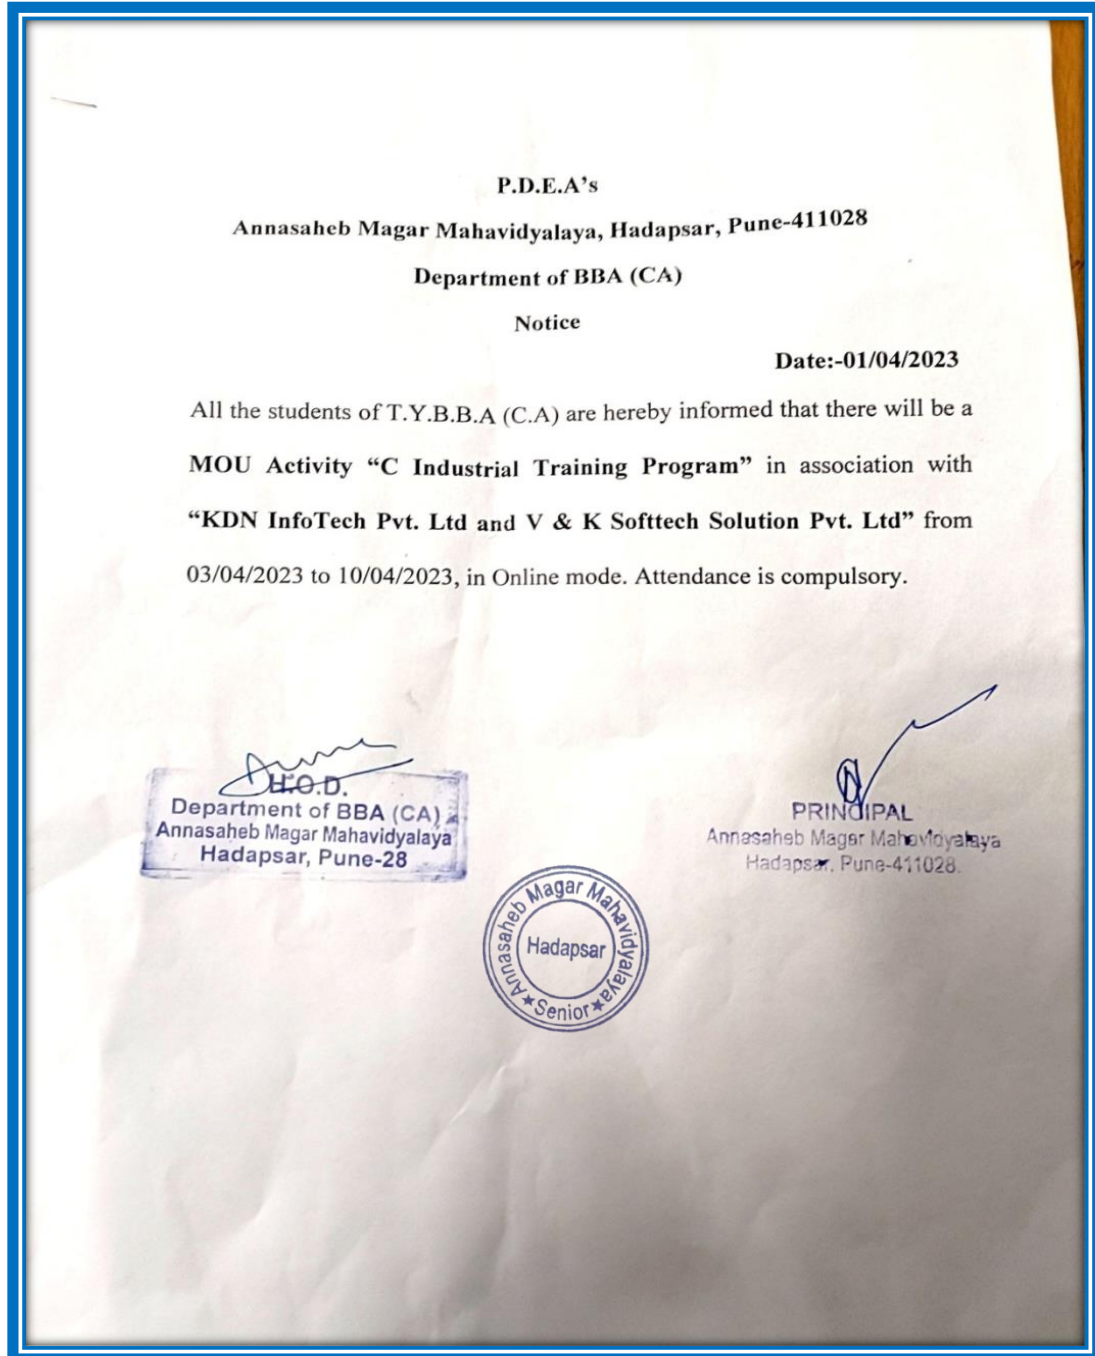 P.D.E.A's
Annasaheb Magar Mahavidyalaya, Hadapsar, Pune-411028
Department of BBA (CA)
Notice
Date:-01/04/2023
All the students of T.Y.B.B.A (C.A) are hereby informed that there will be a
MOU Activity “C Industrial Training Program” in association with
“KDN InfoTech Pvt. Ltd and V & K Softtech Solution Pvt. Ltd” from
03/04/2023 to 10/04/2023, in Online mode. Attendance is compulsory.
H.O.D.
Department of BBA (CA)
Annasaheb Magar Mahavidyalaya
Hadapsar, Pune-28
PRINCIPAL
Annasaheb Magar Mahavidyalaya
Hadapsar, Pune-411028.
Annasaheb Magar Mahavidyalaya
Hadapsar
★ Senior ★